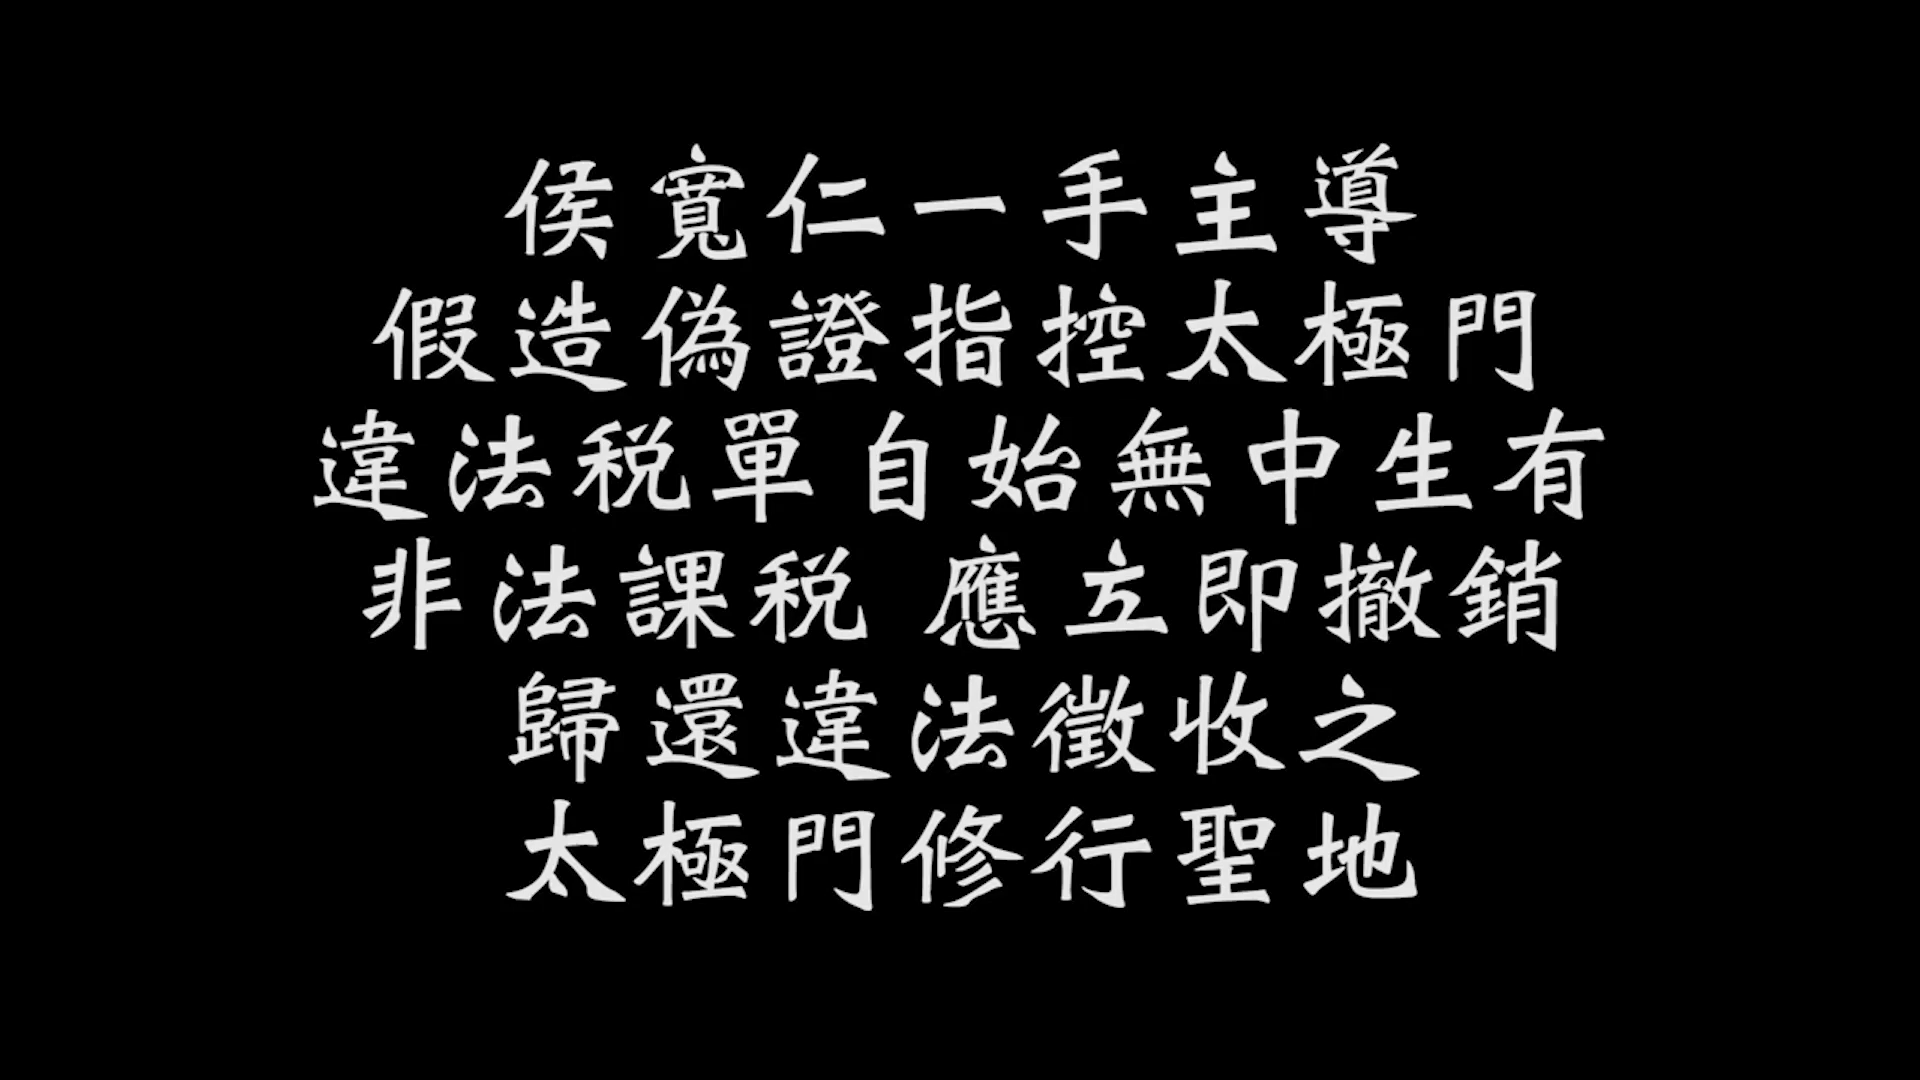 侯寬仁一手主導
假造偽證指控太極門
違法稅單自始無中生有
非法課稅 應立即撤銷
歸還違法徵收之
太極門修行聖地